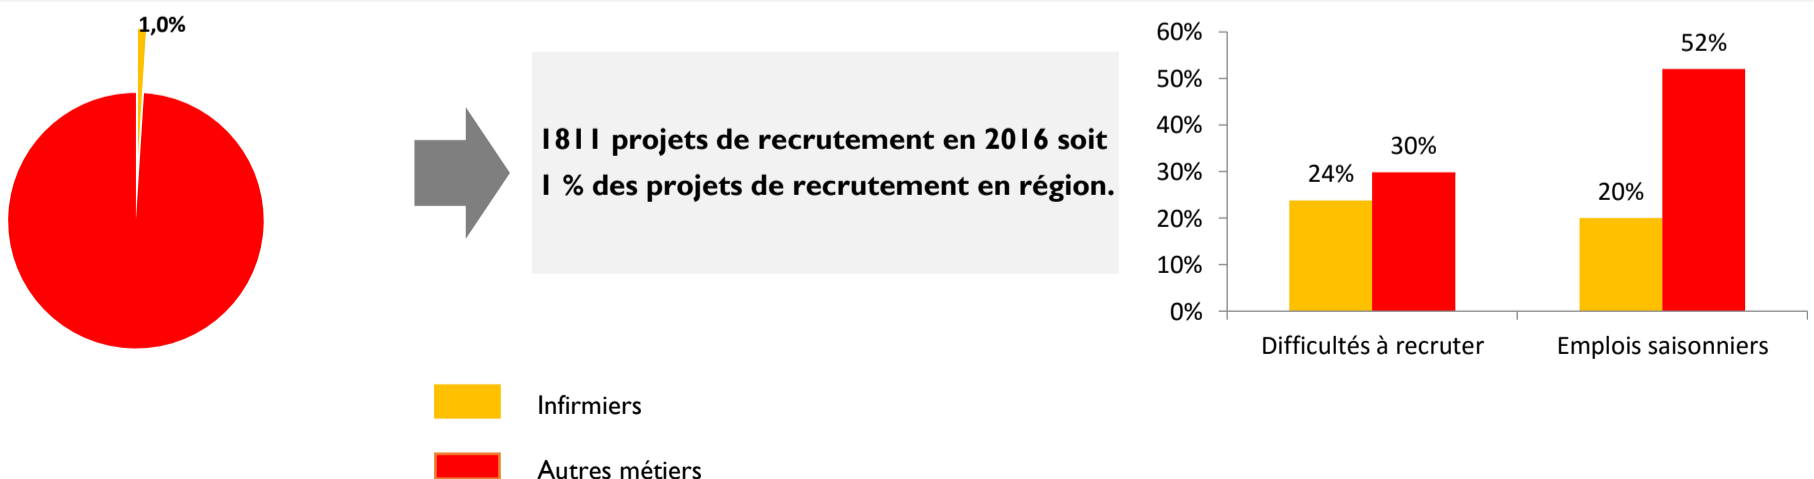 1,0%
1811 projets de recrutement en 2016 soit
1 % des projets de recrutement en région.
60%
50%
40%
30%
20%
10%
0%
24%
30%
20%
52%
Difficultés à recruter
Emplois saisonniers
Infirmiers
Autres métiers